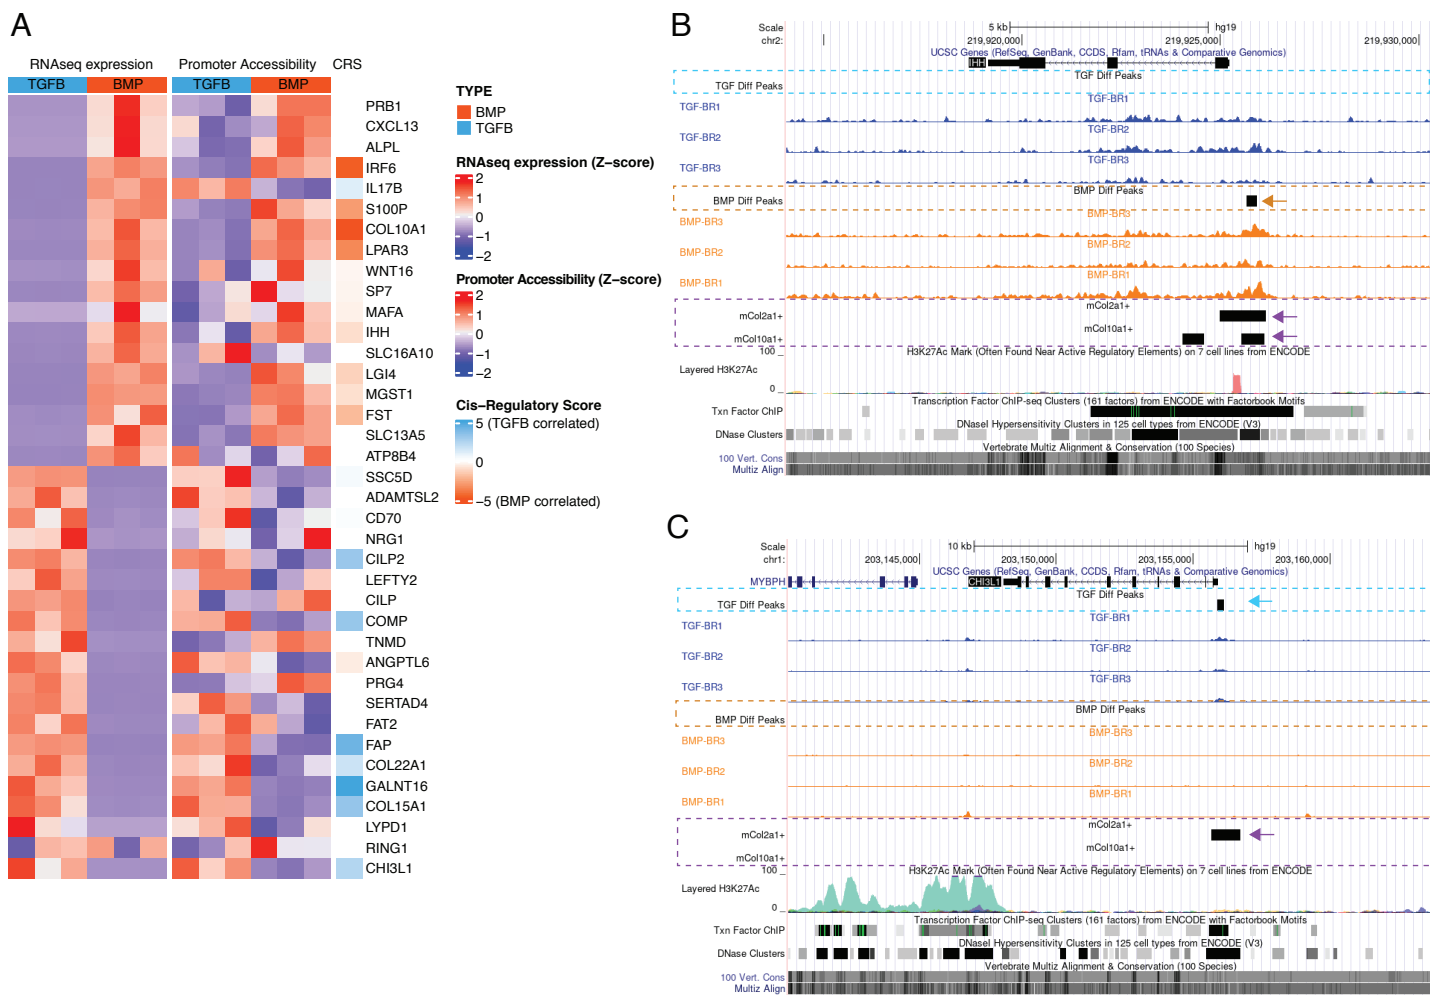 A
RNAseq expression
Promoter Accessibility
CRS
TGFB
BMP
TGFB
BMP
PRB1
CXCL13
ALPL
IRF6
IL17B
S100P
COL10A1
LPAR3
WNT16
SP7
MAFA
IHH
SLC16A10
LGI4
MGST1
FST
SLC13A5
ATP8B4
SSC5D
ADAMTSL2
CD70
NRG1
CILP2
LEFTY2
CILP
COMP
TNMD
ANGPTL6
PRG4
SERTAD4
FAT2
FAP
COL22A1
GALNT16
COL15A1
LYPD1
RING1
CHI3L1
TYPE
BMP
TGFB
RNAseq expression (Z−score)
2
1
0
−1
−2
Promoter Accessibility (Z−score)
2
1
0
−1
−2
Cis−Regulatory Score
5 (TGFB correlated)
0
−5 (BMP correlated)
B
Scale
5 kb
hg19
chr2:
219,920,000
219,925,000
219,930,000
UCSC Genes (RefSeq, GenBank, CCDS, Rfam, tRNAs & Comparative Genomics)
IHH
TGF Diff Peaks
TGF Diff Peaks
TGF-BR1
TGF-BR1
TGF-BR2
TGF-BR2
TGF-BR3
TGF-BR3
BMP Diff Peaks
BMP Diff Peaks
BMP-BR3
BMP-BR3
BMP-BR2
BMP-BR2
BMP-BR1
BMP-BR1
mCol2a1+
mCol2a1+
mCol10a1+
mCol10a1+
H3K27Ac Mark (Often Found Near Active Regulatory Elements) on 7 cell lines from ENCODE
100
Layered H3K27Ac
0
Transcription Factor ChIP-seq Clusters (161 factors) from ENCODE with Factorbook Motifs
Txn Factor ChIP
DNaseI Hypersensitivity Clusters in 125 cell types from ENCODE (V3)
DNase Clusters
Vertebrate Multiz Alignment & Conservation (100 Species)
100 Vert. Cons
Multiz Align
C
Scale
10 kb
hg19
chr1:
203,145,000
203,150,000
203,155,000
203,160,000
UCSC Genes (RefSeq, GenBank, CCDS, Rfam, tRNAs & Comparative Genomics)
MYBPH
CHI3L1
TGF Diff Peaks
TGF Diff Peaks
TGF-BR1
TGF-BR1
TGF-BR2
TGF-BR2
TGF-BR3
TGF-BR3
BMP Diff Peaks
BMP Diff Peaks
BMP-BR3
BMP-BR3
BMP-BR2
BMP-BR2
BMP-BR1
BMP-BR1
mCol2a1+
mCol2a1+
mCol10a1+
mCol10a1+
H3K27Ac Mark (Often Found Near Active Regulatory Elements) on 7 cell lines from ENCODE
100
Layered H3K27Ac
0
Transcription Factor ChIP-seq Clusters (161 factors) from ENCODE with Factorbook Motifs
Txn Factor ChIP
DNaseI Hypersensitivity Clusters in 125 cell types from ENCODE (V3)
DNase Clusters
Vertebrate Multiz Alignment & Conservation (100 Species)
100 Vert. Cons
Multiz Align